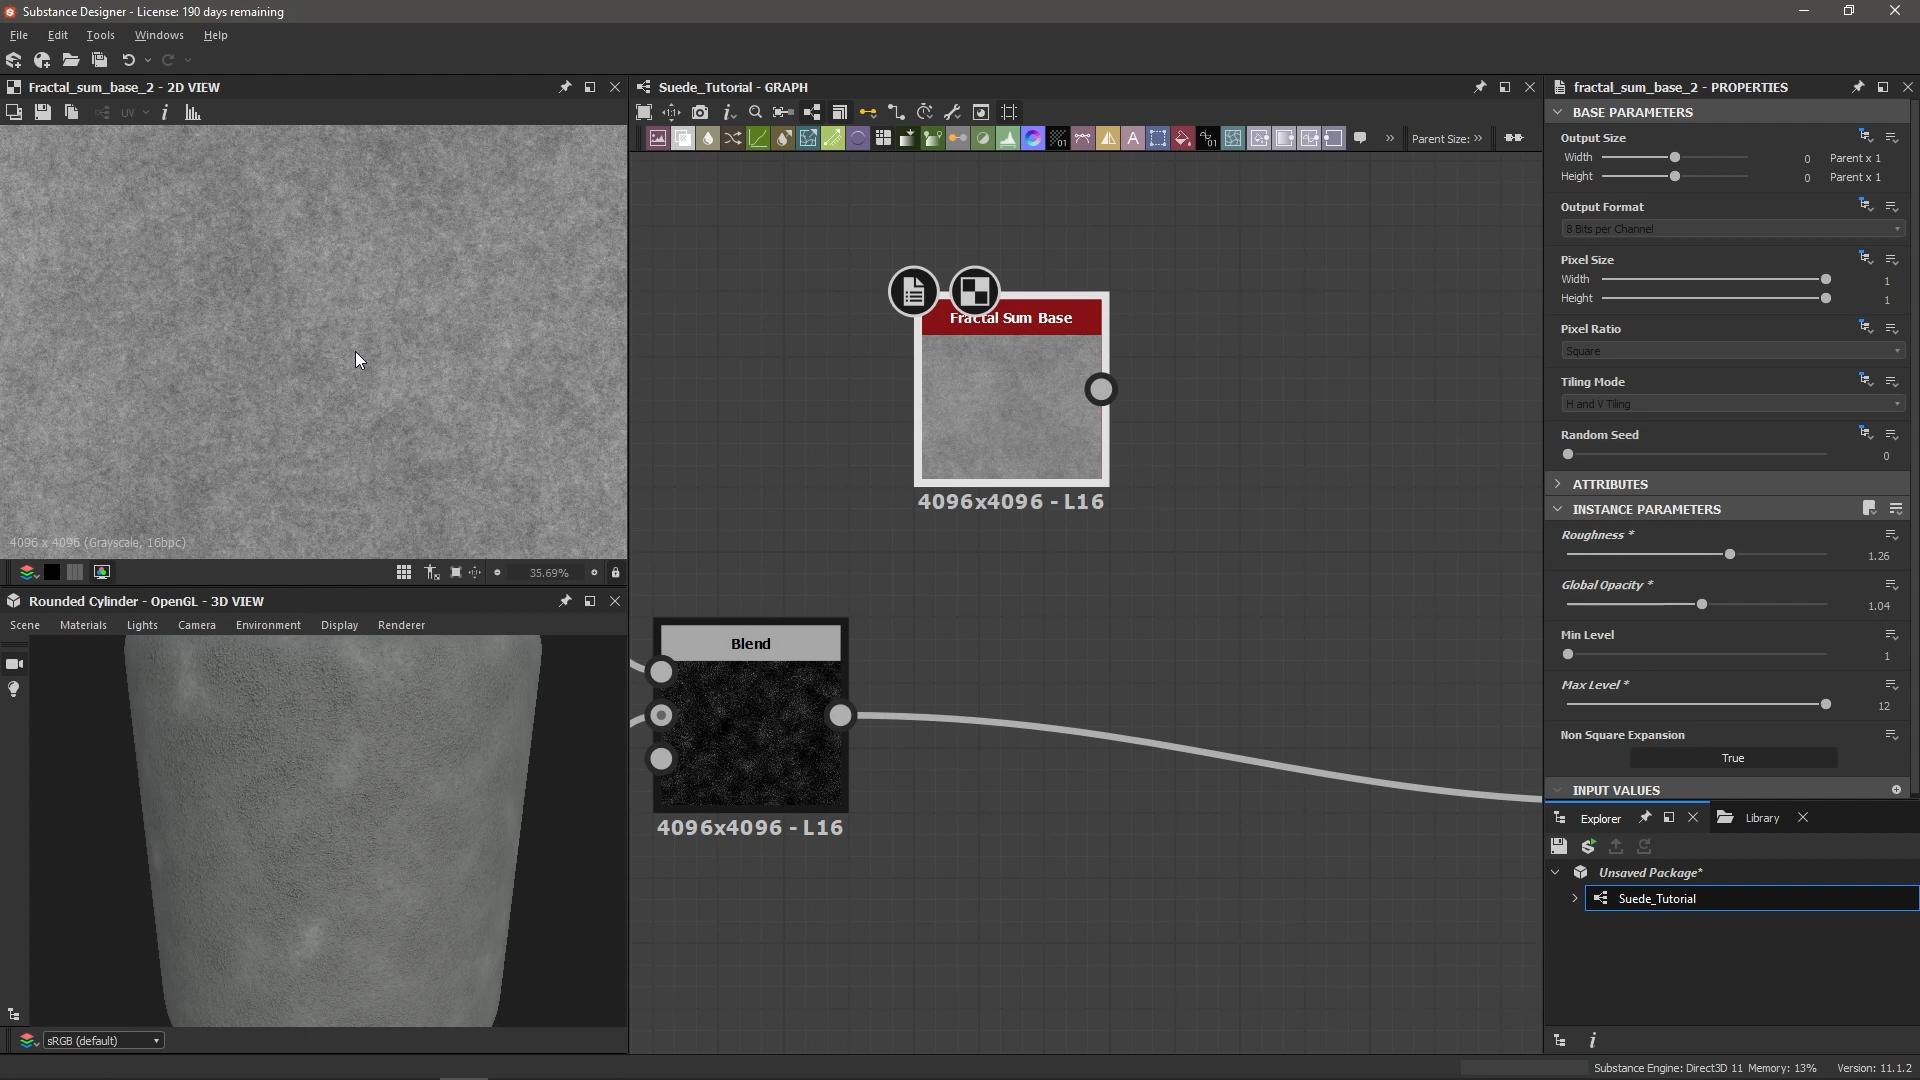 Substance Designer - License: 190 days remaining
File Edit Tools Windows Help
Fractal_sum_base_2 - 2D VIEW
UV
4096 x 4096 (Grayscale, 16bpc)
35.69%
Rounded Cylinder - OpenGL - 3D VIEW
Scene Materials Lights Camera Environment Display Renderer
sRGB (default)
Suede_Tutorial - GRAPH
Parent Size:
Fractal Sum Base
4096x4096 - L16
Blend
4096x4096 - L16
fractal_sum_base_2 - PROPERTIES
BASE PARAMETERS
Output Size
Width 0 Parent x 1
Height 0 Parent x 1
Output Format
8 Bits per Channel
Pixel Size
Width 1
Height 1
Pixel Ratio
Square
Tiling Mode
H and V Tiling
Random Seed
0
ATTRIBUTES
INSTANCE PARAMETERS
Roughness *
1.26
Global Opacity *
1.04
Min Level
1
Max Level *
12
Non Square Expansion
True
INPUT VALUES
Explorer Library
Unsaved Package*
Suede_Tutorial
Substance Engine: Direct3D 11 Memory: 13% Version: 11.1.2